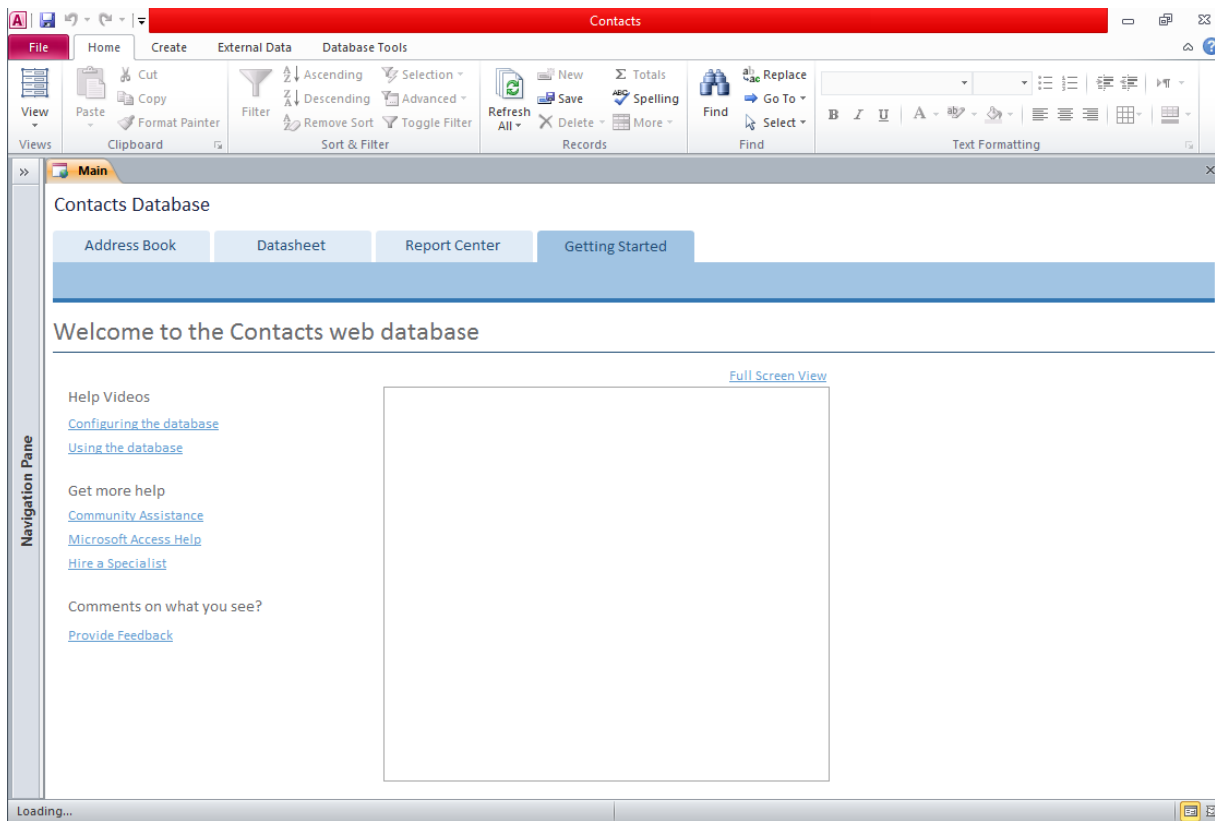 A Contacts
File Home Create External Data Database Tools
View
Views
Paste
Cut
Copy
Format Painter
Clipboard
Filter
Ascending
Descending
Remove Sort
Selection
Advanced
Toggle Filter
Sort & Filter
Refresh
All
New
Save
Delete
Totals
Spelling
More
Records
Find
Replace
Go To
Select
Find
B I U A
Text Formatting
Main
Contacts Database
Address Book Datasheet Report Center Getting Started
Welcome to the Contacts web database
Full Screen View
Help Videos
Configuring the database
Using the database
Get more help
Community Assistance
Microsoft Access Help
Hire a Specialist
Comments on what you see?
Provide Feedback
Navigation Pane
Loading...